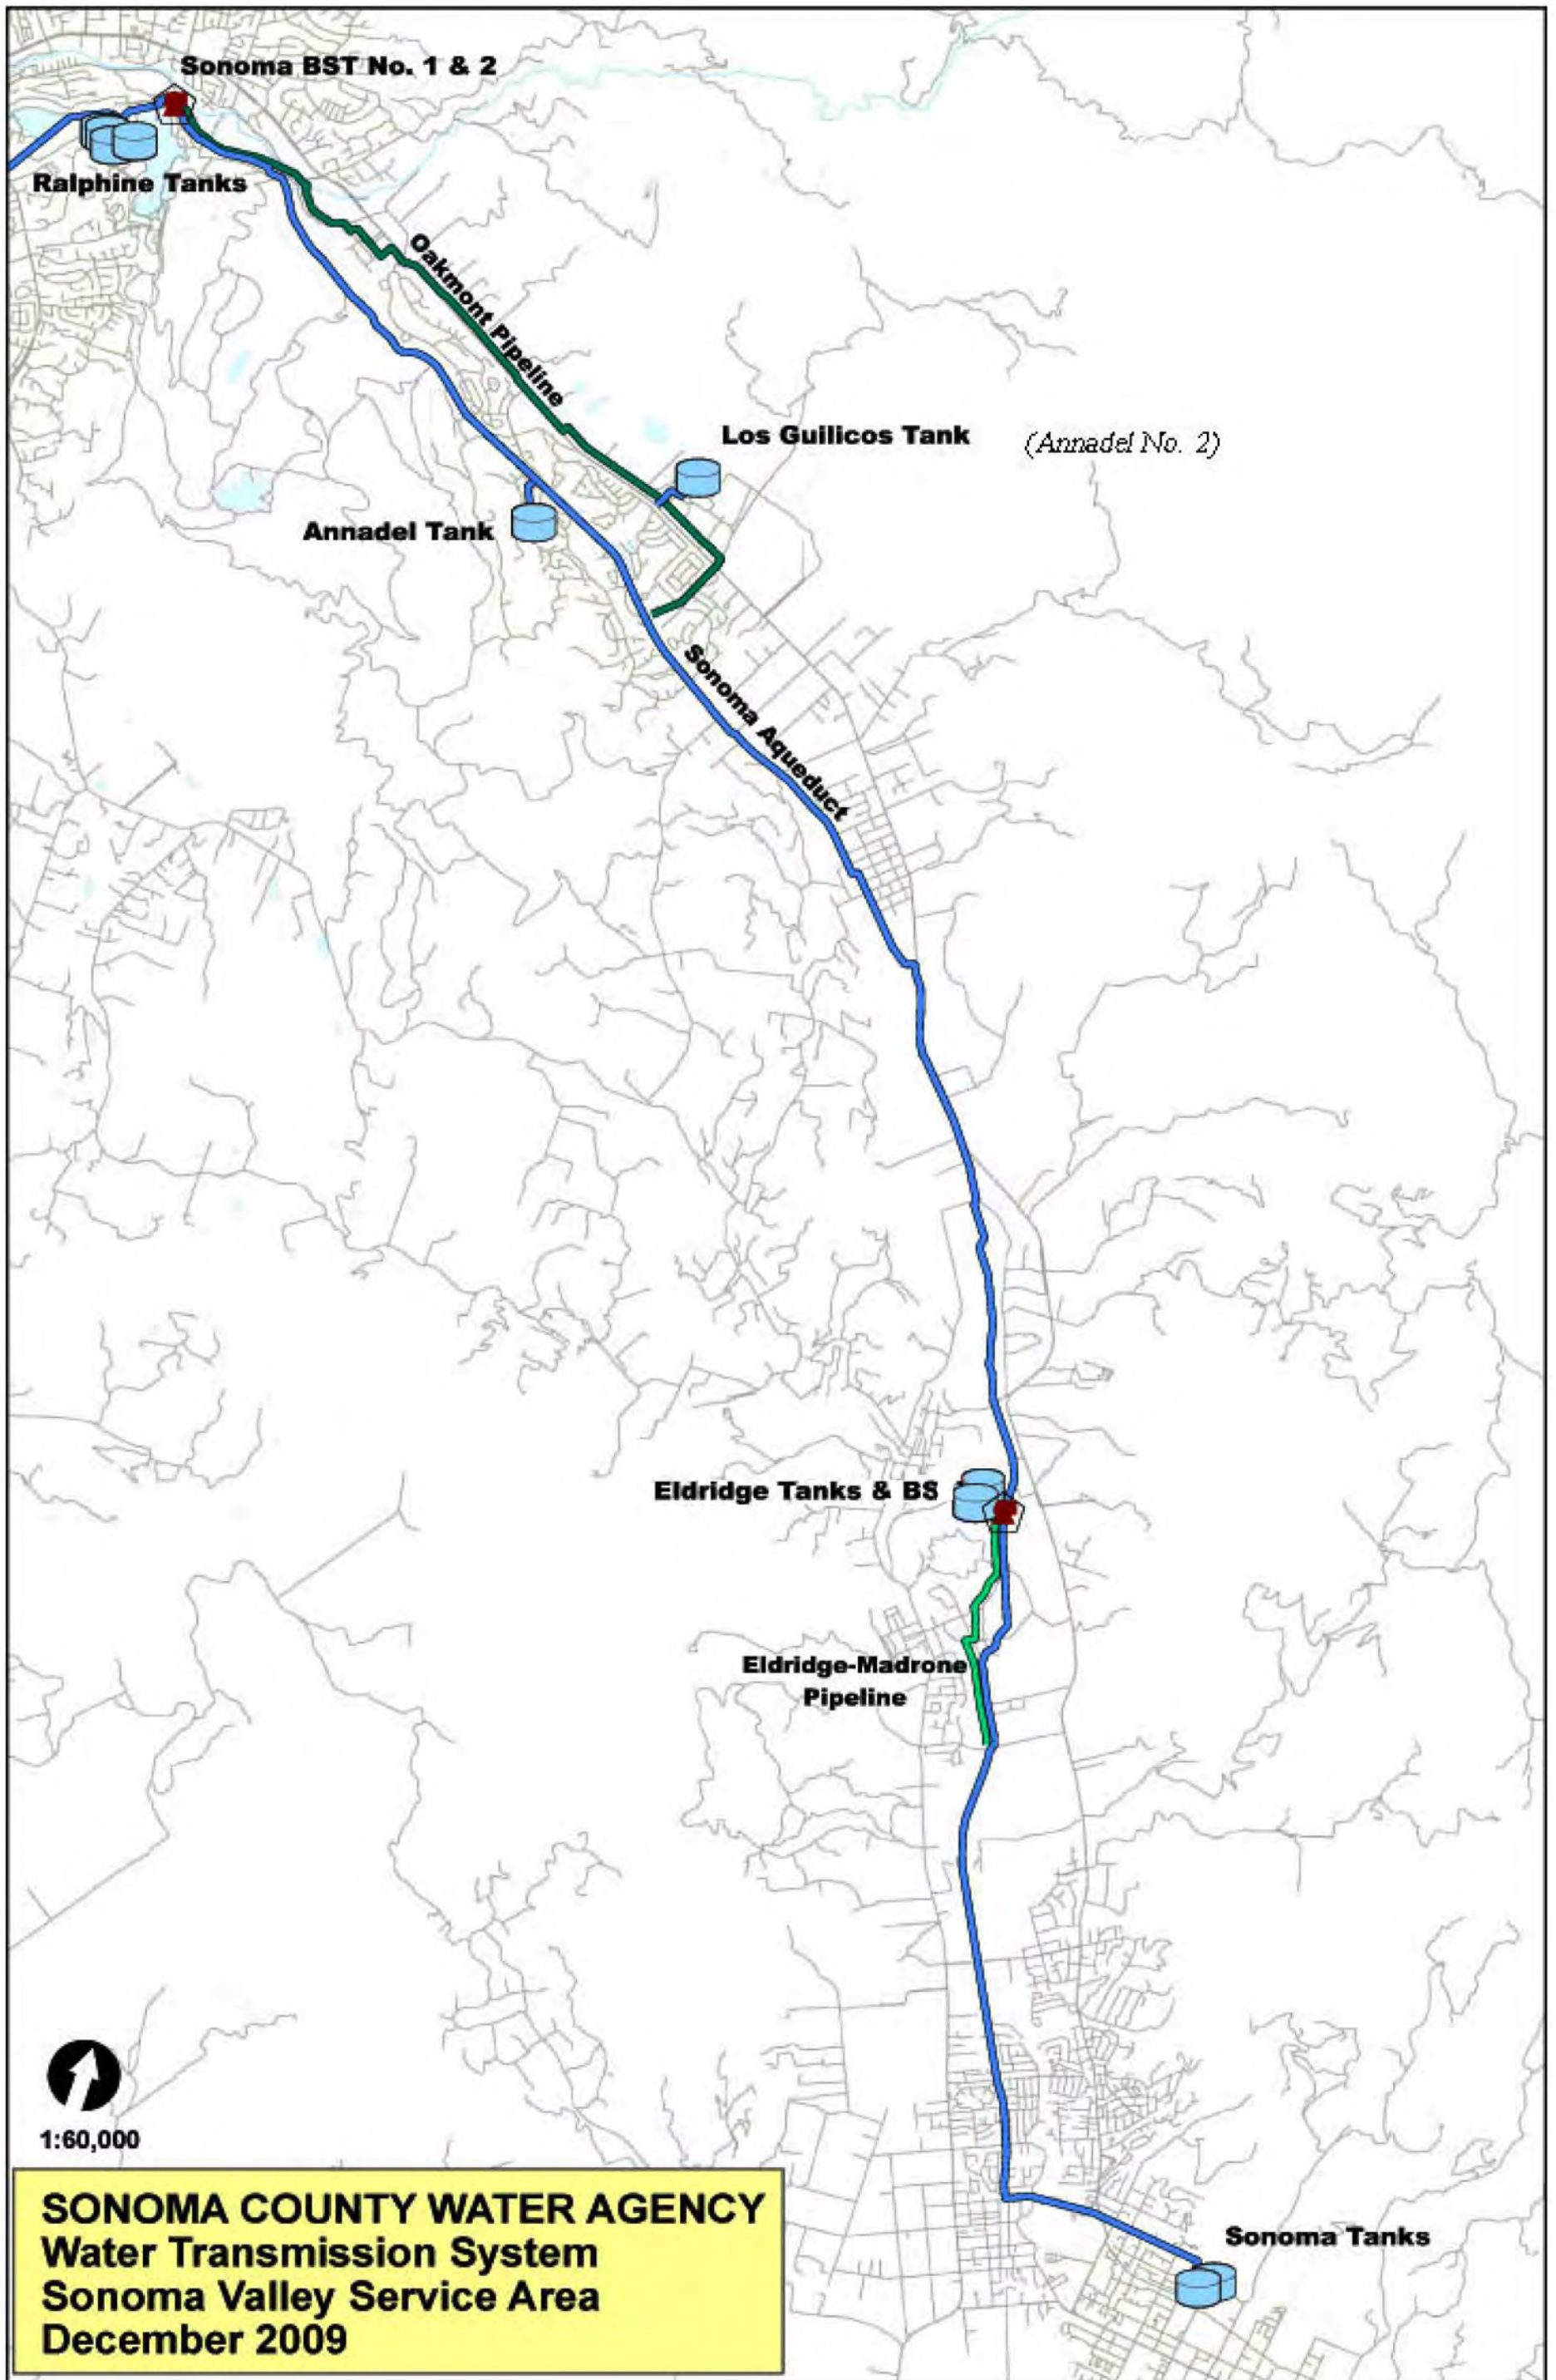 Sonoma BST No. 1 & 2
Ralphine Tanks
Oakmont Pipeline
Los Guilicos Tank
(Annadel No. 2)
Annadel Tank
Sonoma Aqueduct
Eldridge Tanks & BS
Eldridge-Madrone
Pipeline
1:60,000
Sonoma Tanks
SONOMA COUNTY WATER AGENCY
Water Transmission System
Sonoma Valley Service Area
December 2009